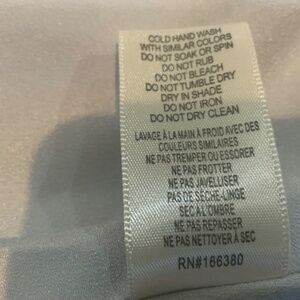 COLD HAND WASH
WITH SIMILAR COLORS
DO NOT SOAK OR SPIN
DO NOT RUB
DO NOT BLEACH
DO NOT TUMBLE DRY
DRY IN SHADE
DO NOT IRON
DO NOT DRY CLEAN
LAVAGE À LA MAIN À FROID AVEC DES
COULEURS SIMILAIRES
NE PAS TREMPER OU ESSORER
NE PAS FROTTER
NE PAS JAVELLISER
PAS DE SÈCHE-LINGE
SEC À L'OMBRE
NE PAS REPASSER
NE PAS NETTOYER À SEC
RN#166380